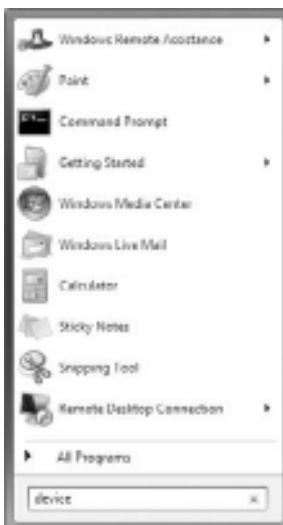 Windows Remote Assistance
Paint
Command Prompt
Getting Started
Windows Media Center
Windows Live Mail
Calculator
Sticky Notes
Snipping Tool
Remote Desktop Connection
All Programs
device